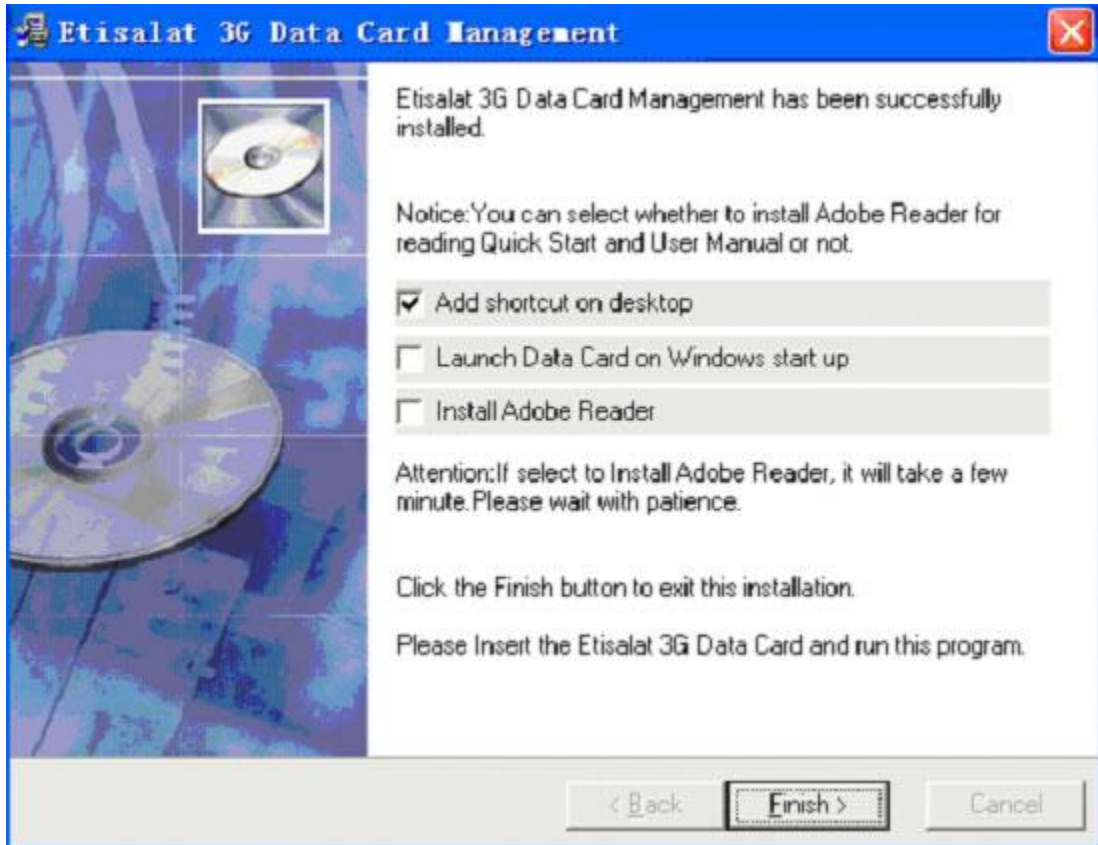 Etisalat 3G Data Card Management
Etisalat 3G Data Card Management has been successfully
installed.
Notice:You can select whether to install Adobe Reader for
reading Quick Start and User Manual or not.
Add shortcut on desktop
Launch Data Card on Windows start up
Install Adobe Reader
Attention:If select to Install Adobe Reader, it will take a few
minute.Please wait with patience.
Click the Finish button to exit this installation.
Please Insert the Etisalat 3G Data Card and run this program.
< Back
Finish >
Cancel